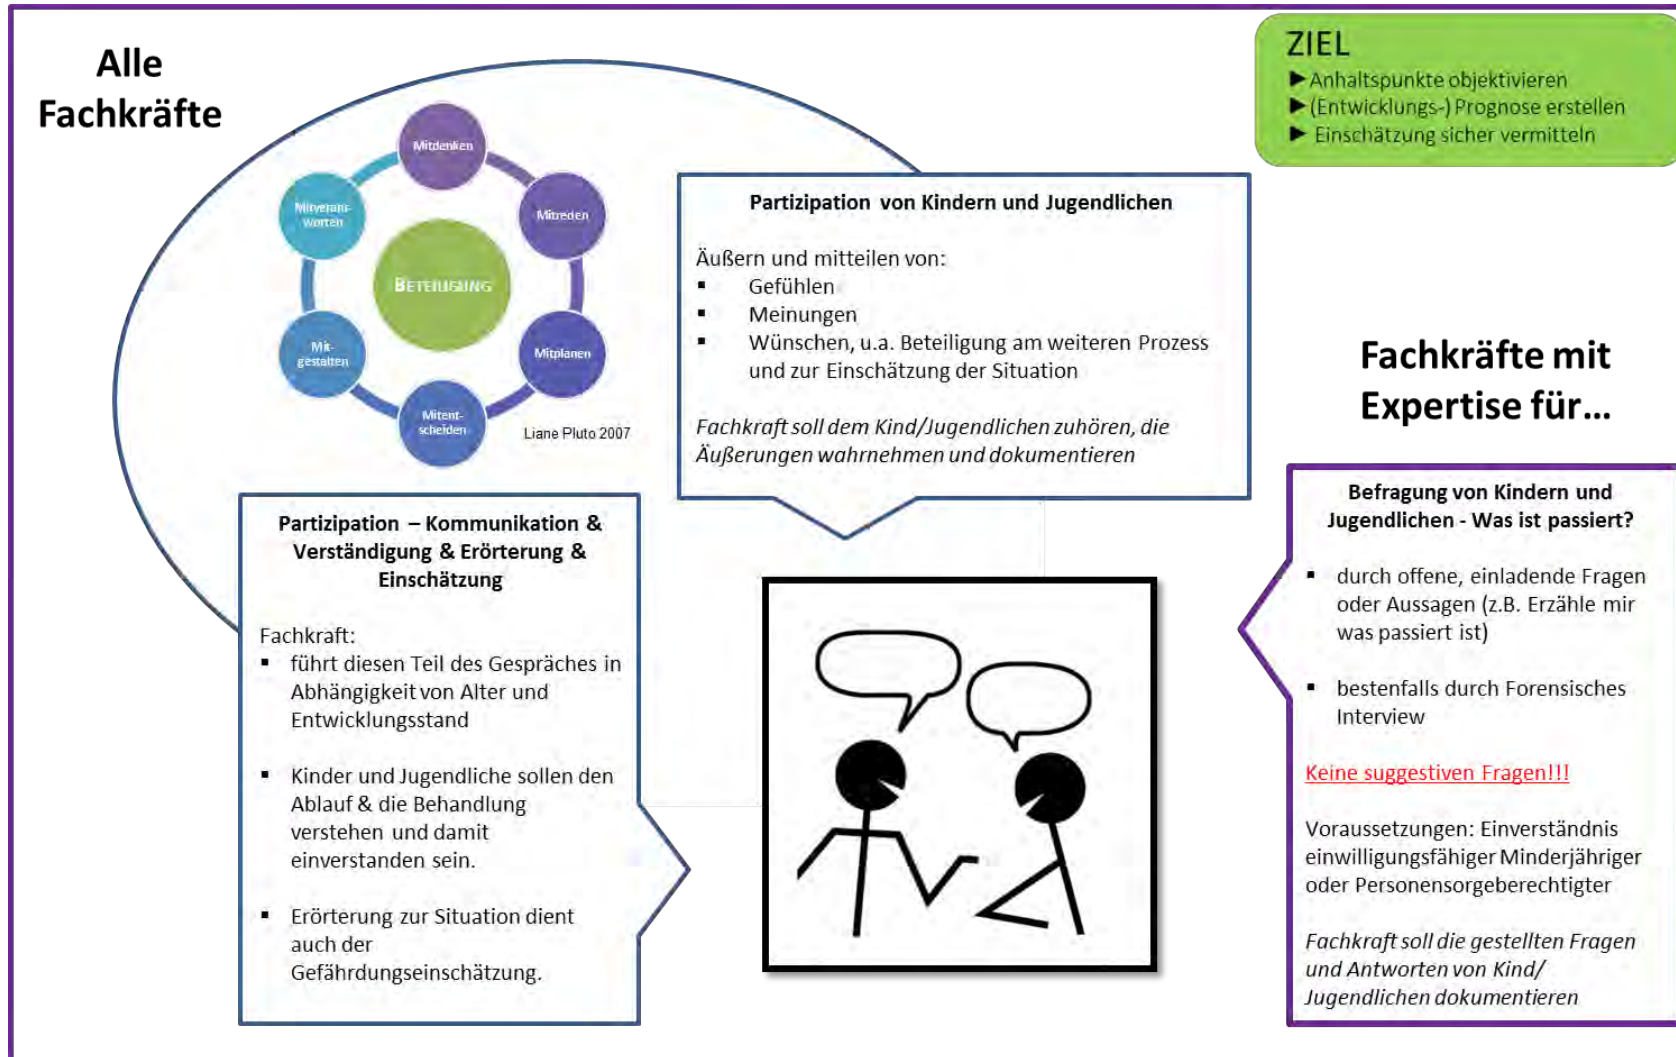 Alle
Fachkräfte
ZIEL
►Anhaltspunkte objektivieren
►(Entwicklungs-) Prognose erstellen
► Einschätzung sicher vermitteln
Mitdenken
Mitreden
Mitplanen
Mitent-
scheiden
Mit-
gestalten
Mitverant-
worten
BETEILIGUNG
Liane Pluto 2007
Partizipation von Kindern und Jugendlichen
Äußern und mitteilen von:
▪ Gefühlen
▪ Meinungen
▪ Wünschen, u.a. Beteiligung am weiteren Prozess
und zur Einschätzung der Situation
Fachkraft soll dem Kind/Jugendlichen zuhören, die
Äußerungen wahrnehmen und dokumentieren
Partizipation – Kommunikation &
Verständigung & Erörterung &
Einschätzung
Fachkraft:
▪ führt diesen Teil des Gespräches in
Abhängigkeit von Alter und
Entwicklungsstand
▪ Kinder und Jugendliche sollen den
Ablauf & die Behandlung
verstehen und damit
einverstanden sein.
▪ Erörterung zur Situation dient
auch der
Gefährdungseinschätzung.
Fachkräfte mit
Expertise für...
Befragung von Kindern und
Jugendlichen - Was ist passiert?
▪ durch offene, einladende Fragen
oder Aussagen (z.B. Erzähle mir
was passiert ist)
▪ bestenfalls durch Forensisches
Interview
Keine suggestiven Fragen!!!
Voraussetzungen: Einverständnis
einwilligungsfähiger Minderjähriger
oder Personensorgeberechtigter
Fachkraft soll die gestellten Fragen
und Antworten von Kind/
Jugendlichen dokumentieren